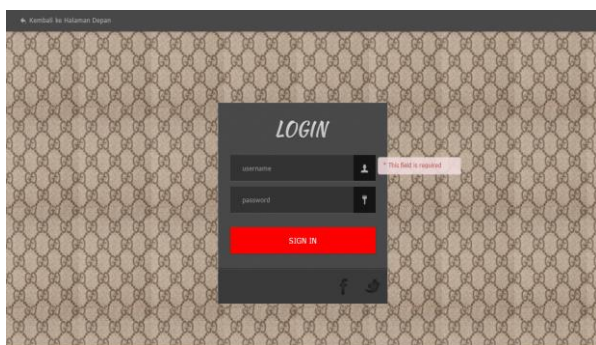 Kembali ke Halaman Depan
LOGIN
username
* This field is required
password
SIGN IN